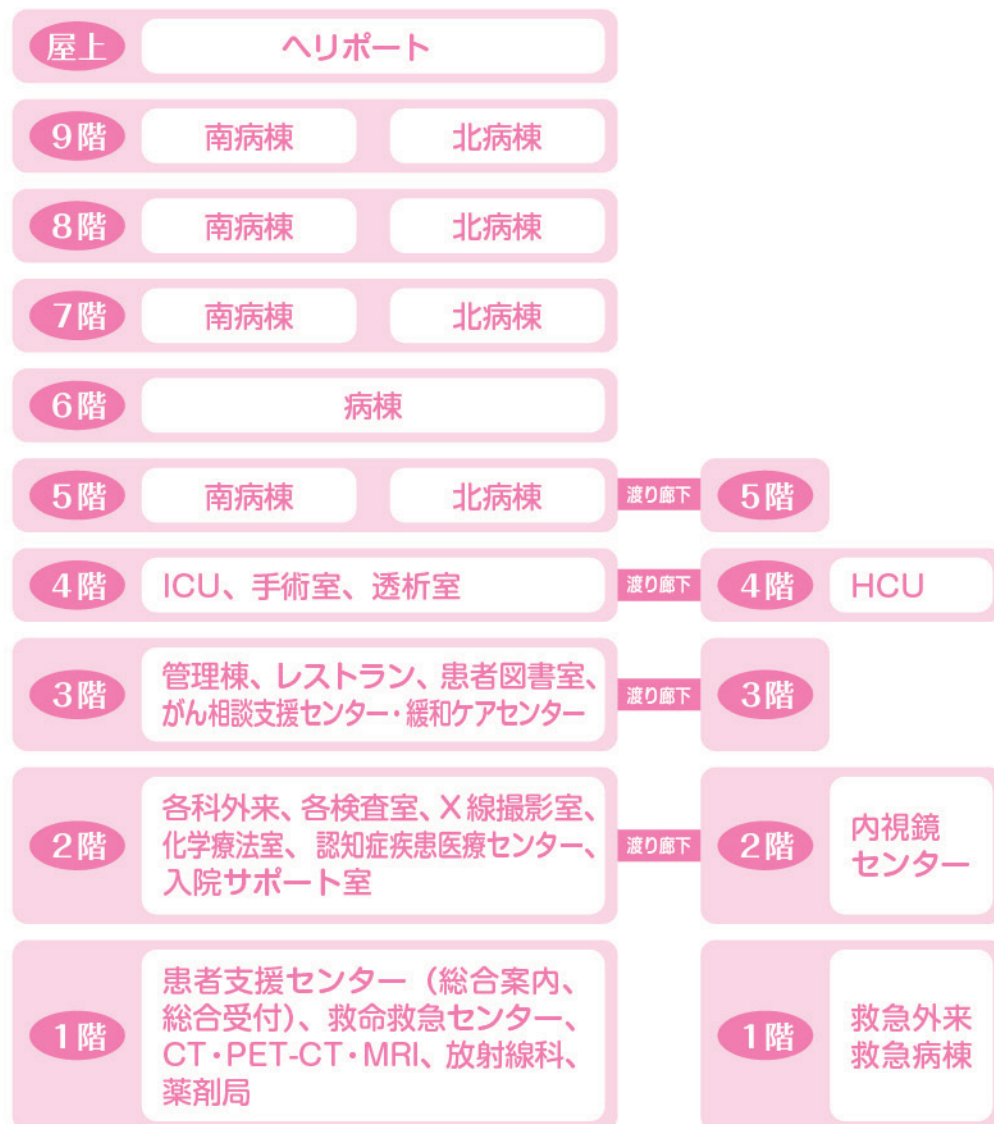 屋上 ヘリポート
9階 南病棟 北病棟
8階 南病棟 北病棟
7階 南病棟 北病棟
6階 病棟
5階 南病棟 北病棟 渡り廊下 5階
4階 ICU、手術室、透析室 渡り廊下 4階 HCU
3階 管理棟、レストラン、患者図書室、
がん相談支援センター・緩和ケアセンター
渡り廊下 3階
2階 各科外来、各検査室、X線撮影室、
化学療法室、認知症疾患医療センター、
入院サポート室
渡り廊下 2階 内視鏡
センター
1階 患者支援センター（総合案内、
総合受付）、救命救急センター、
CT・PET-CT・MRI、放射線科、
薬剤局
1階 救急外来
救急病棟